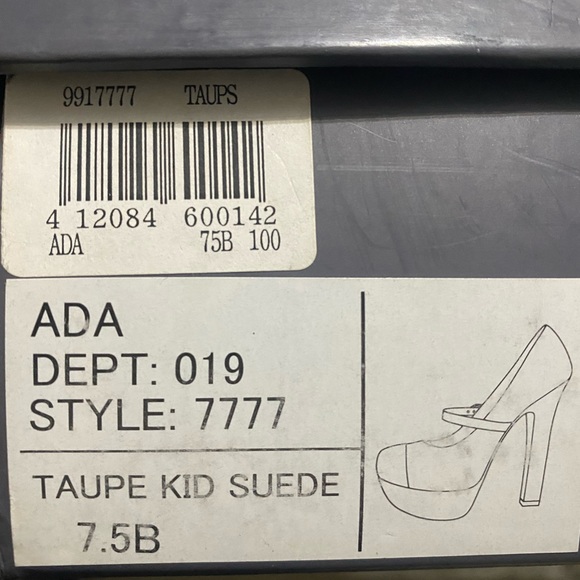 9917777 TAUPS
4 12084 600142
ADA 75B 100
ADA
DEPT: 019
STYLE: 7777
TAUPE KID SUEDE
7.5B